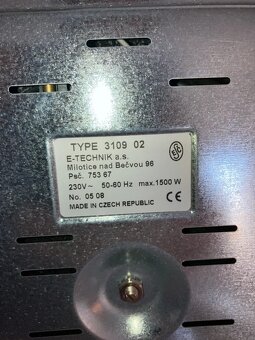 TYPE 3109 02
E-TECHNIK a.s.
Milotice nad Bečvou 96
Psč. 753 67
230V~ 50-60 Hz max.1500 W
No. 05 08
MADE IN CZECH REPUBLIC CE